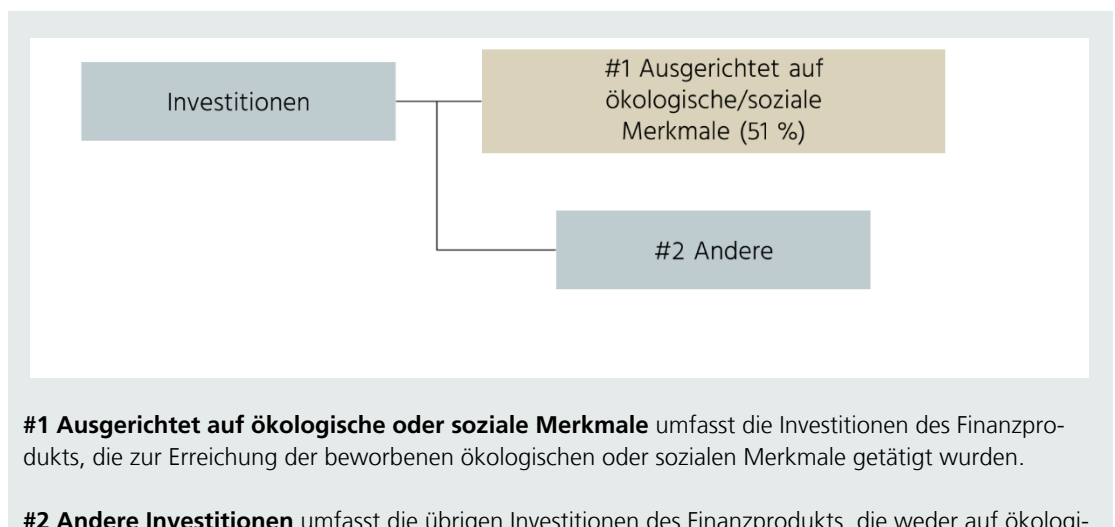 Investitionen
#1 Ausgerichtet auf
ökologische/soziale
Merkmale (51 %)
#2 Andere
#1 Ausgerichtet auf ökologische oder soziale Merkmale umfasst die Investitionen des Finanzpro-
dukts, die zur Erreichung der beworbenen ökologischen oder sozialen Merkmale getätigt wurden.
#2 Andere Investitionen umfasst die übrigen Investitionen des Finanzprodukts, die weder auf ökologi-